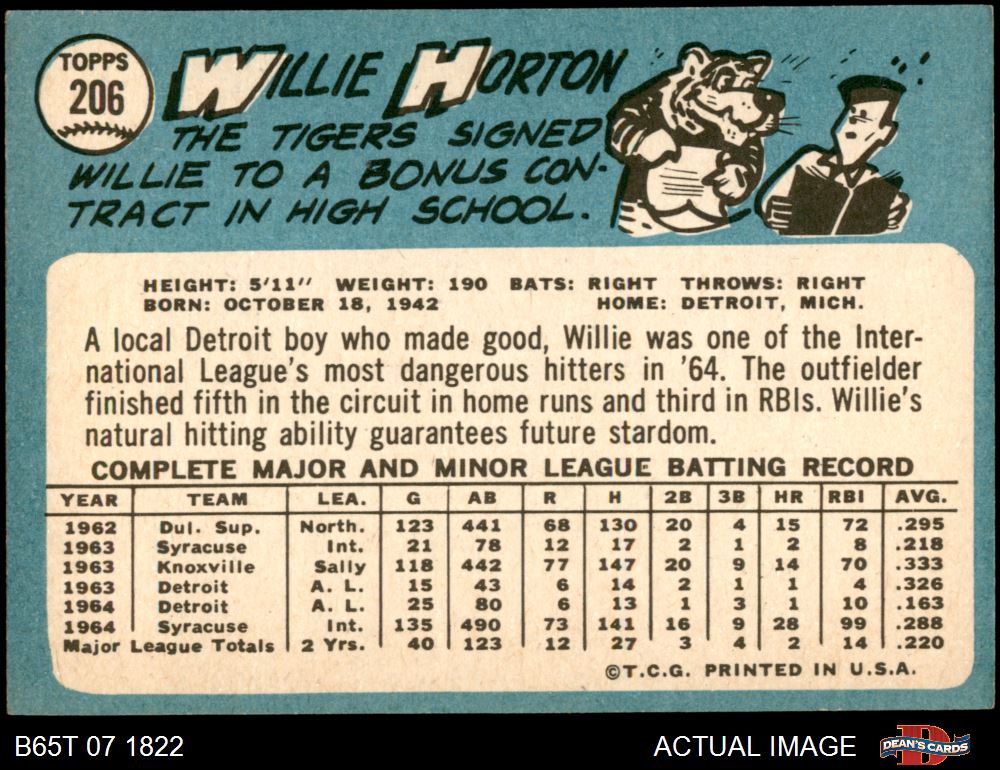 TOPPS
206
WILLIE HORTON
THE TIGERS SIGNED
WILLIE TO A BONUS CON-
TRACT IN HIGH SCHOOL.
HEIGHT: 5'11" WEIGHT: 190 BATS: RIGHT THROWS: RIGHT
BORN: OCTOBER 18, 1942 HOME: DETROIT, MICH.
A local Detroit boy who made good, Willie was one of the Inter-
national League's most dangerous hitters in '64. The outfielder
finished fifth in the circuit in home runs and third in RBIs. Willie's
natural hitting ability guarantees future stardom.
COMPLETE MAJOR AND MINOR LEAGUE BATTING RECORD
YEAR TEAM LEA. G AB R H 2B 3B HR RBI AVG.
1962 Dul. Sup. North. 123 441 68 130 20 4 15 72 .295
1963 Syracuse Int. 21 78 12 17 2 1 2 8 .218
1963 Knoxville Sally 118 442 77 147 20 9 14 70 .333
1963 Detroit A. L. 15 43 6 14 2 1 1 4 .326
1964 Detroit A. L. 25 80 6 13 1 3 1 10 .163
1964 Syracuse Int. 135 490 73 141 16 9 28 99 .288
Major League Totals 2 Yrs. 40 123 12 27 3 4 2 14 .220
©T.C.G. PRINTED IN U.S.A.
B65T 07 1822 ACTUAL IMAGE D DEAN'S CARDS